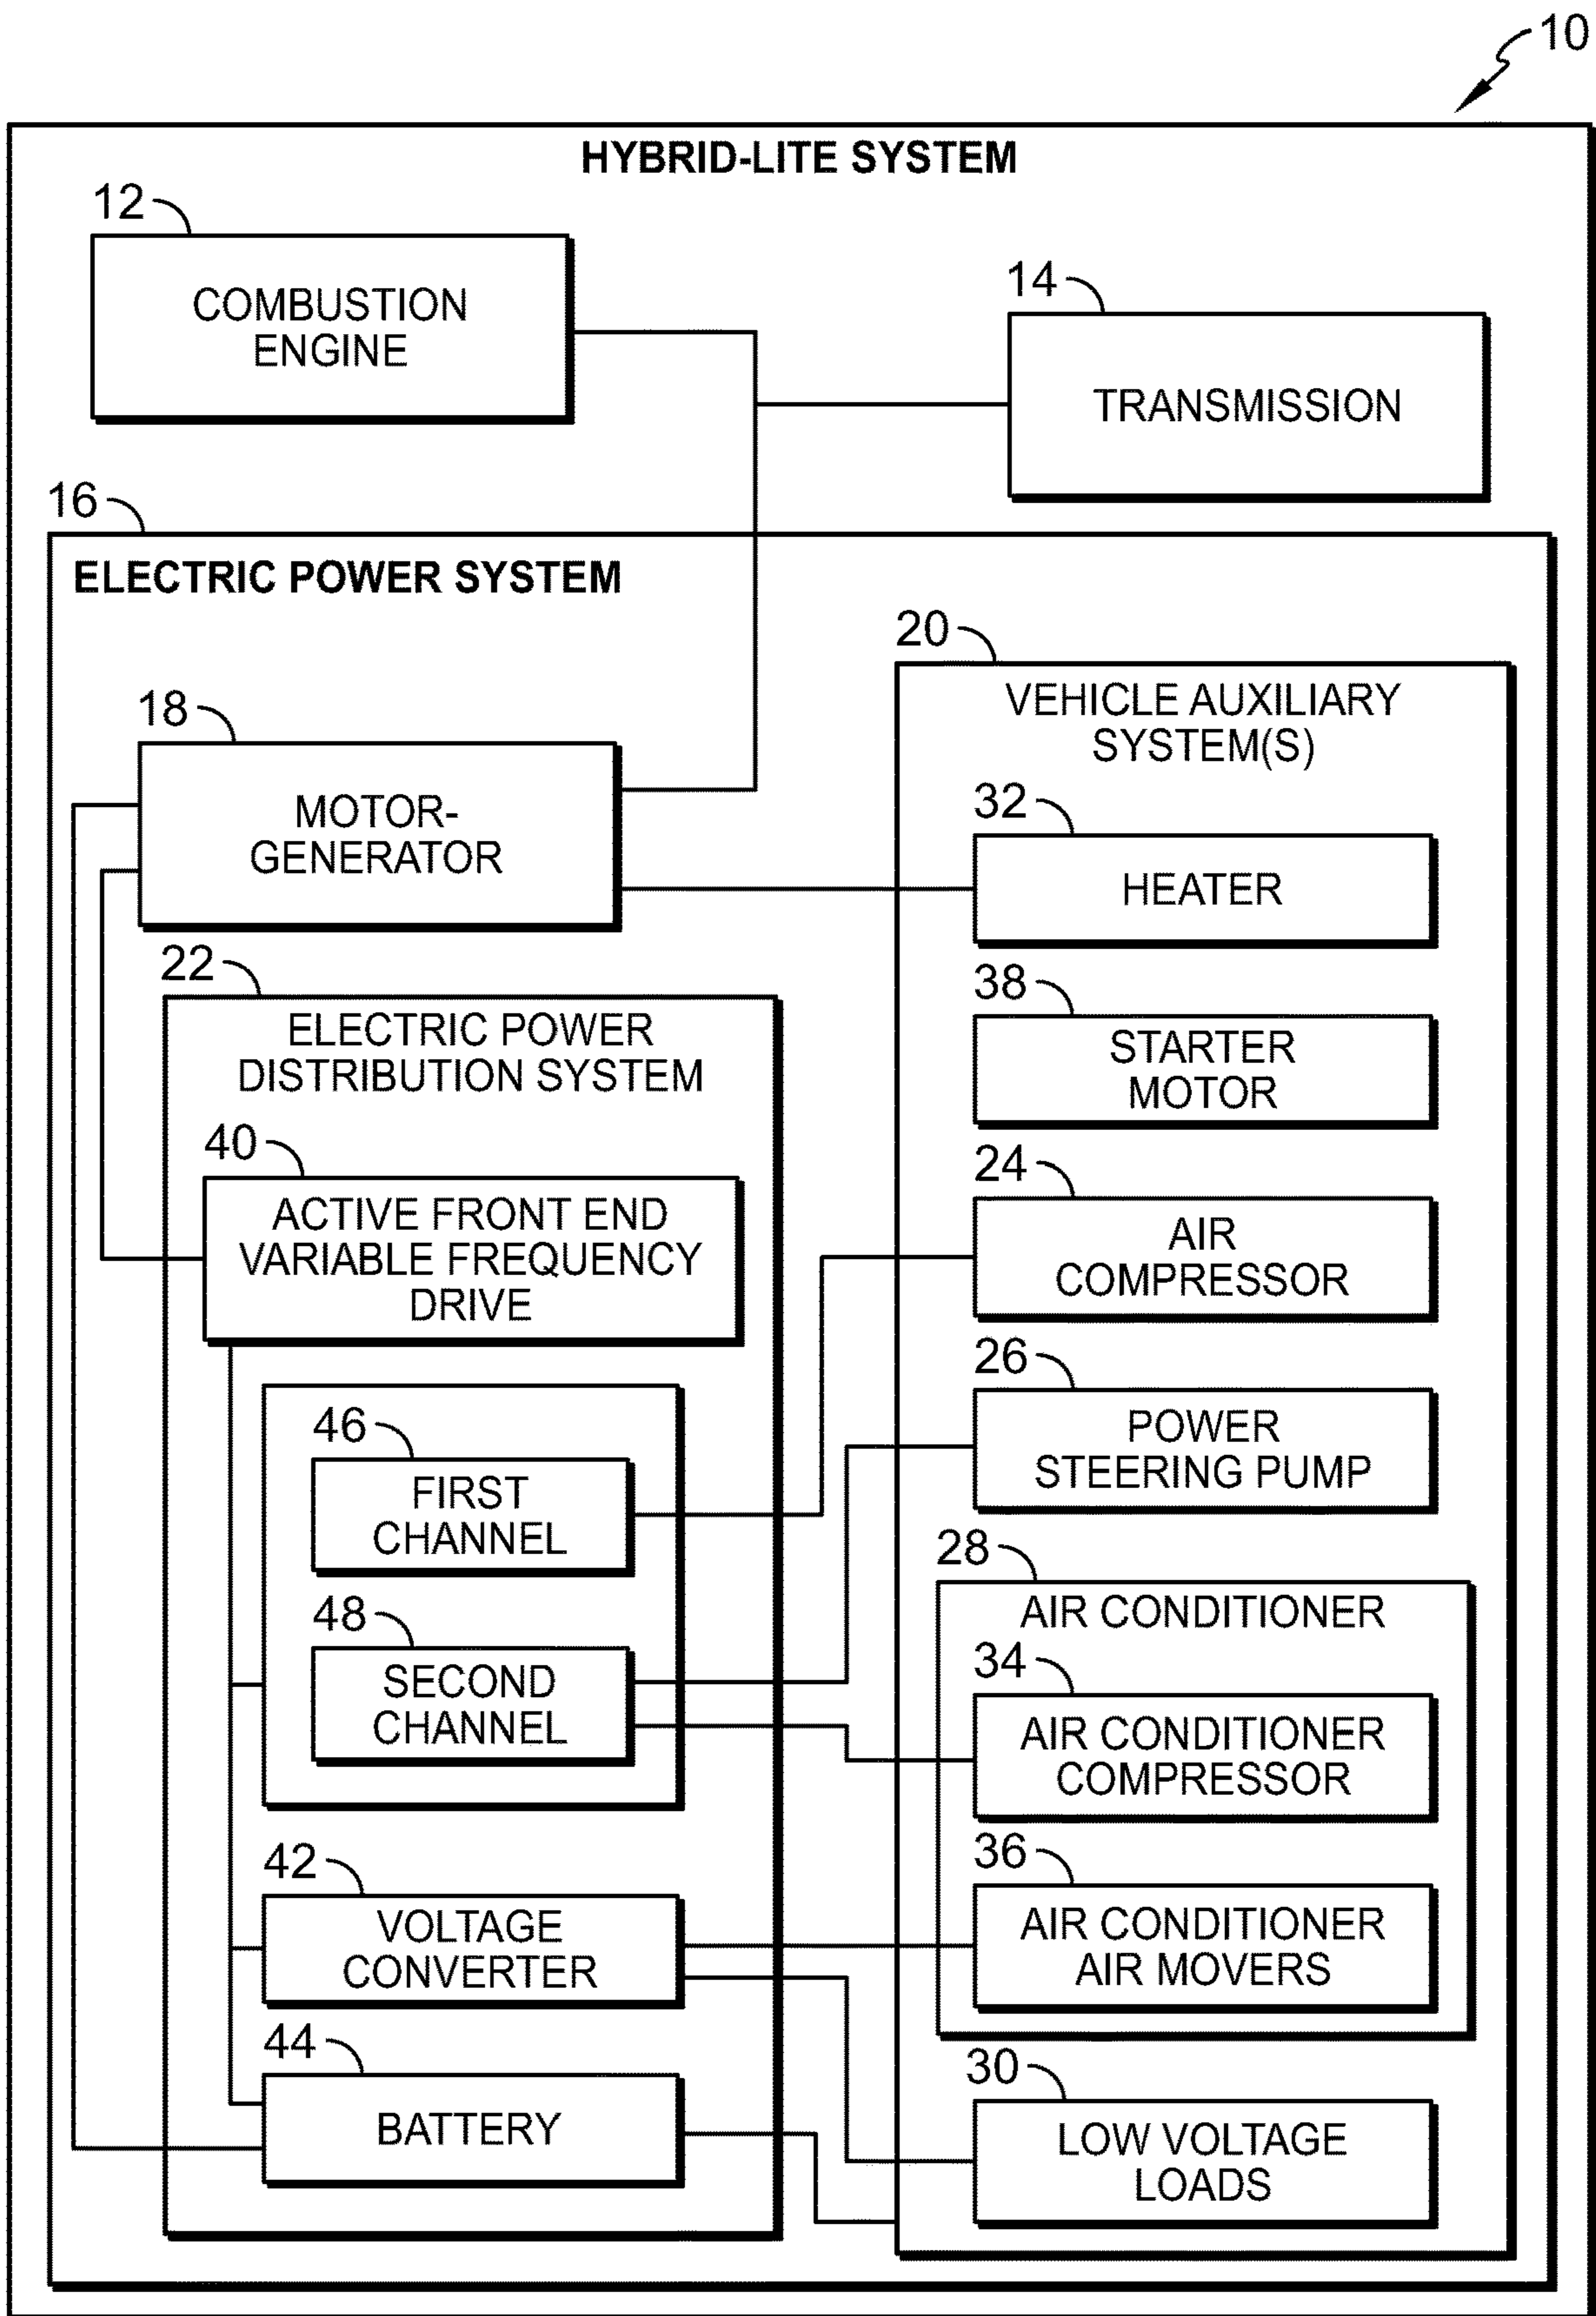 10
HYBRID-LITE SYSTEM
12
COMBUSTION
ENGINE
14
TRANSMISSION
16
ELECTRIC POWER SYSTEM
18
MOTOR-
GENERATOR
20
VEHICLE AUXILIARY
SYSTEM(S)
32
HEATER
22
ELECTRIC POWER
DISTRIBUTION SYSTEM
38
STARTER
MOTOR
40
ACTIVE FRONT END
VARIABLE FREQUENCY
DRIVE
24
AIR
COMPRESSOR
46
FIRST
CHANNEL
26
POWER
STEERING PUMP
48
SECOND
CHANNEL
28
AIR CONDITIONER
34
AIR CONDITIONER
COMPRESSOR
42
VOLTAGE
CONVERTER
36
AIR CONDITIONER
AIR MOVERS
44
BATTERY
30
LOW VOLTAGE
LOADS